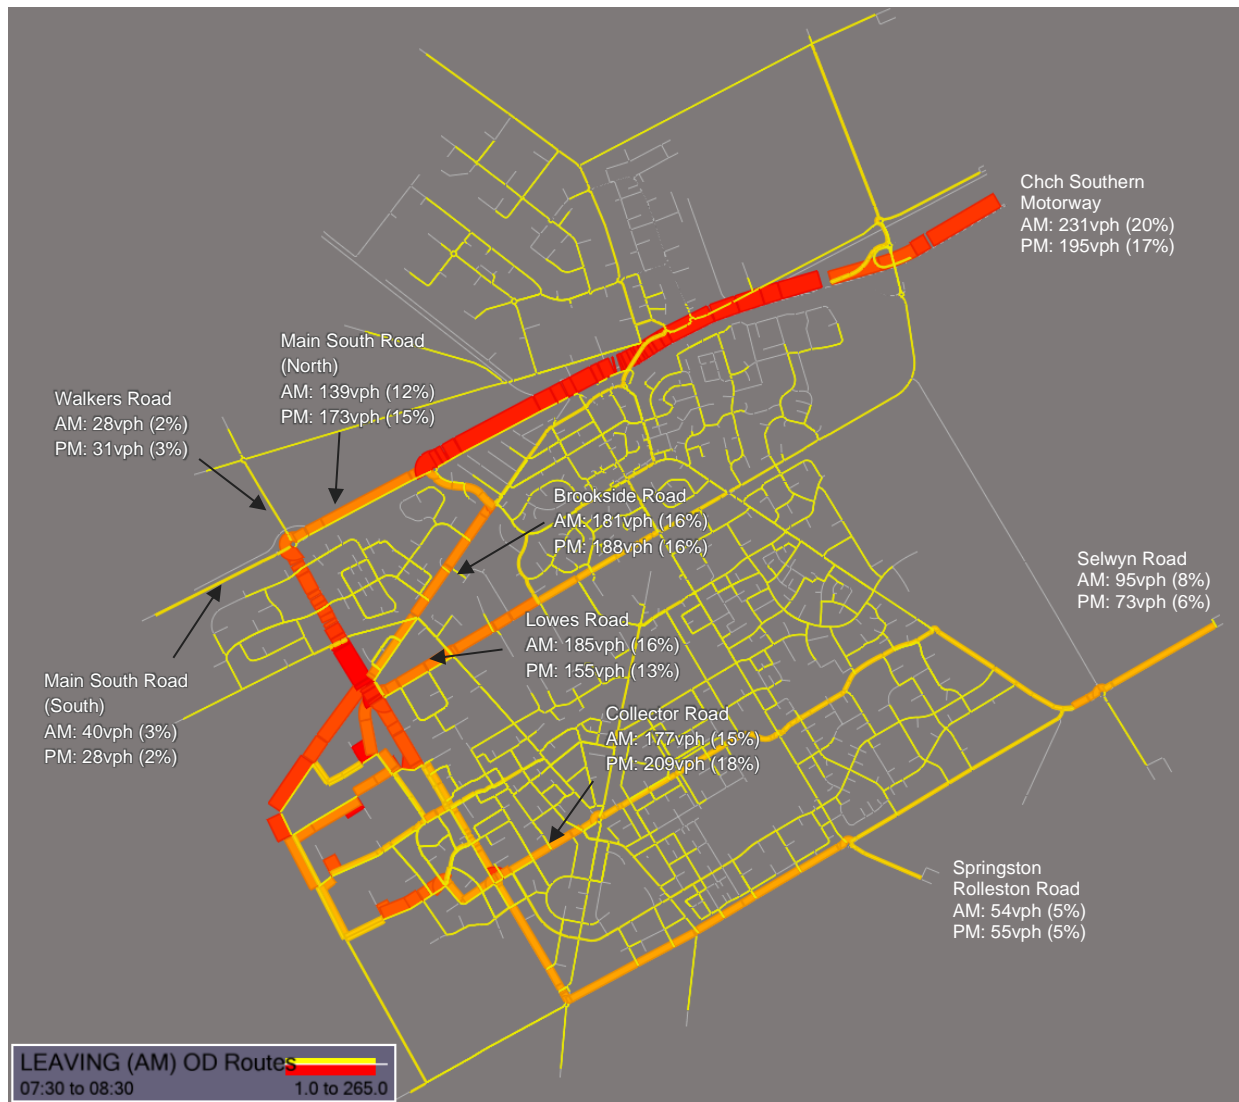 Chch Southern
Motorway
AM: 231vph (20%)
PM: 195vph (17%)
Main South Road
(North)
AM: 139vph (12%)
PM: 173vph (15%)
Walkers Road
AM: 28vph (2%)
PM: 31vph (3%)
Brookside Road
AM: 181vph (16%)
PM: 188vph (16%)
Selwyn Road
AM: 95vph (8%)
PM: 73vph (6%)
Lowes Road
AM: 185vph (16%)
PM: 155vph (13%)
Main South Road
(South)
AM: 40vph (3%)
PM: 28vph (2%)
Collector Road
AM: 177vph (15%)
PM: 209vph (18%)
Springston
Rolleston Road
AM: 54vph (5%)
PM: 55vph (5%)
LEAVING (AM) OD Routes
07:30 to 08:30 1.0 to 265.0